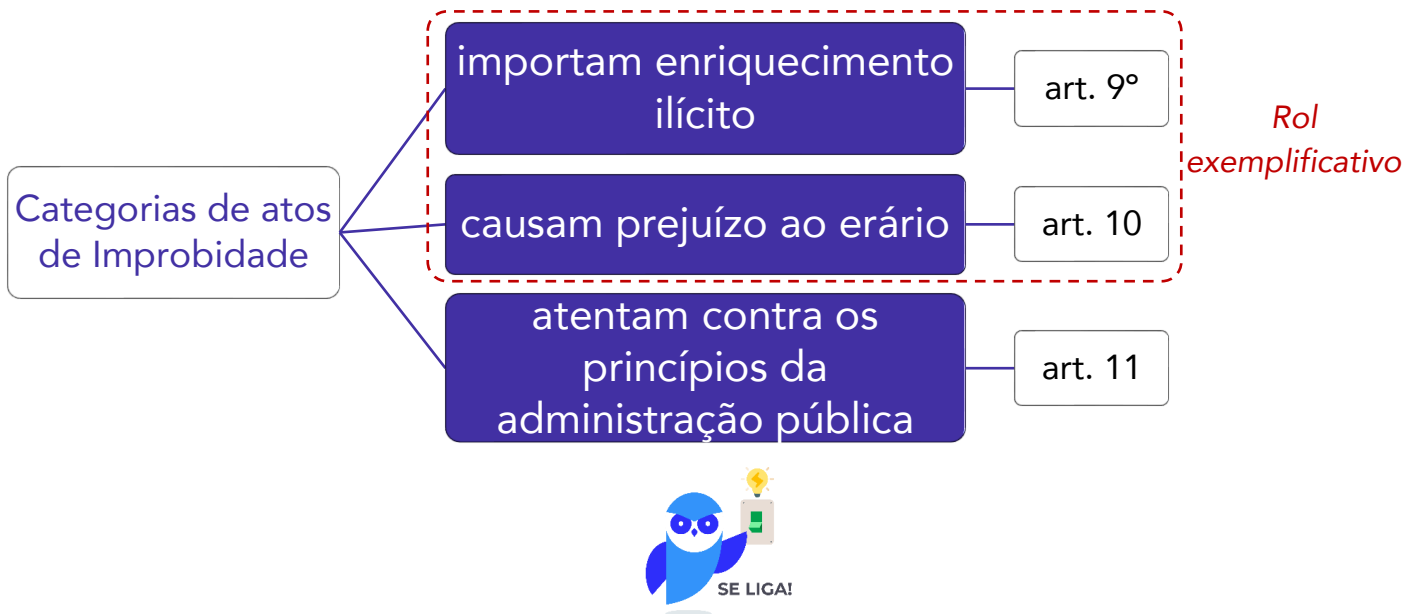 importam enriquecimento
ilícito
art. 9º
Rol
exemplificativo
Categorias de atos
de Improbidade
causam prejuízo ao erário
art. 10
atentam contra os
princípios da
administração pública
art. 11
SE LIGA!